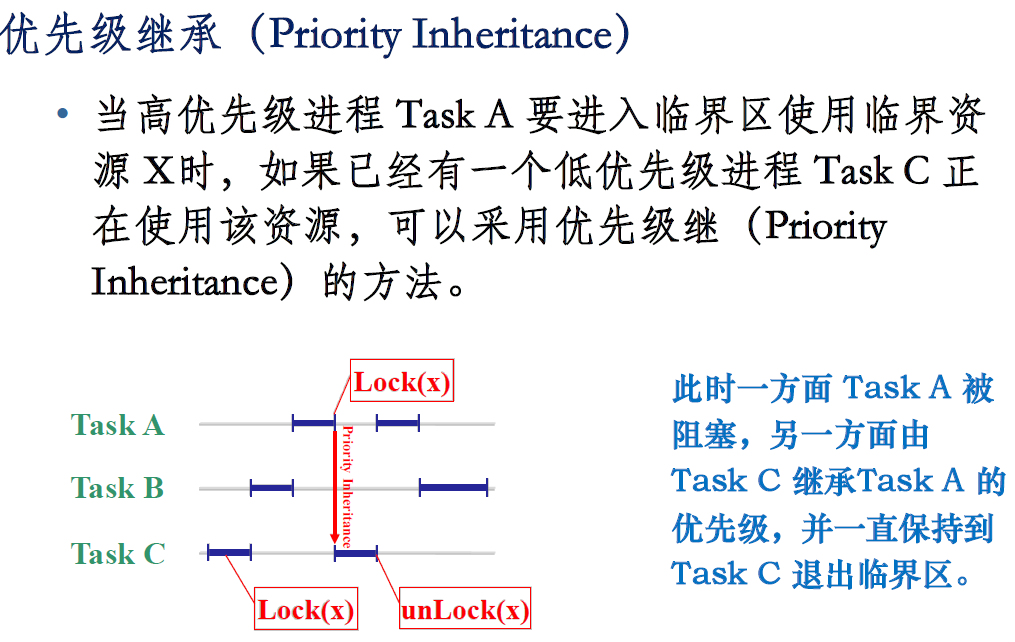 优先级继承（Priority Inheritance）
• 当高优先级进程 Task A 要进入临界区使用临界资
源 X时，如果已经有一个低优先级进程 Task C 正
在使用该资源，可以采用优先级继（Priority
Inheritance）的方法。
Lock(x)
Task A
Priority Inheritance
Task B
Task C
Lock(x)
unLock(x)
此时一方面 Task A 被
阻塞，另一方面由
Task C 继承Task A 的
优先级，并一直保持到
Task C 退出临界区。